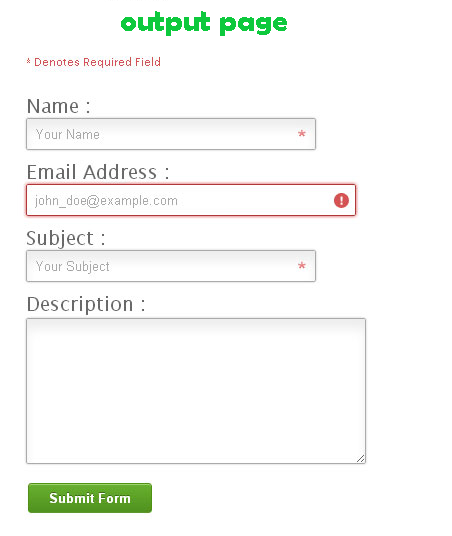 output page
* Denotes Required Field
Name :
Your Name *
Email Address :
john_doe@example.com !
Subject :
Your Subject *
Description :
Submit Form